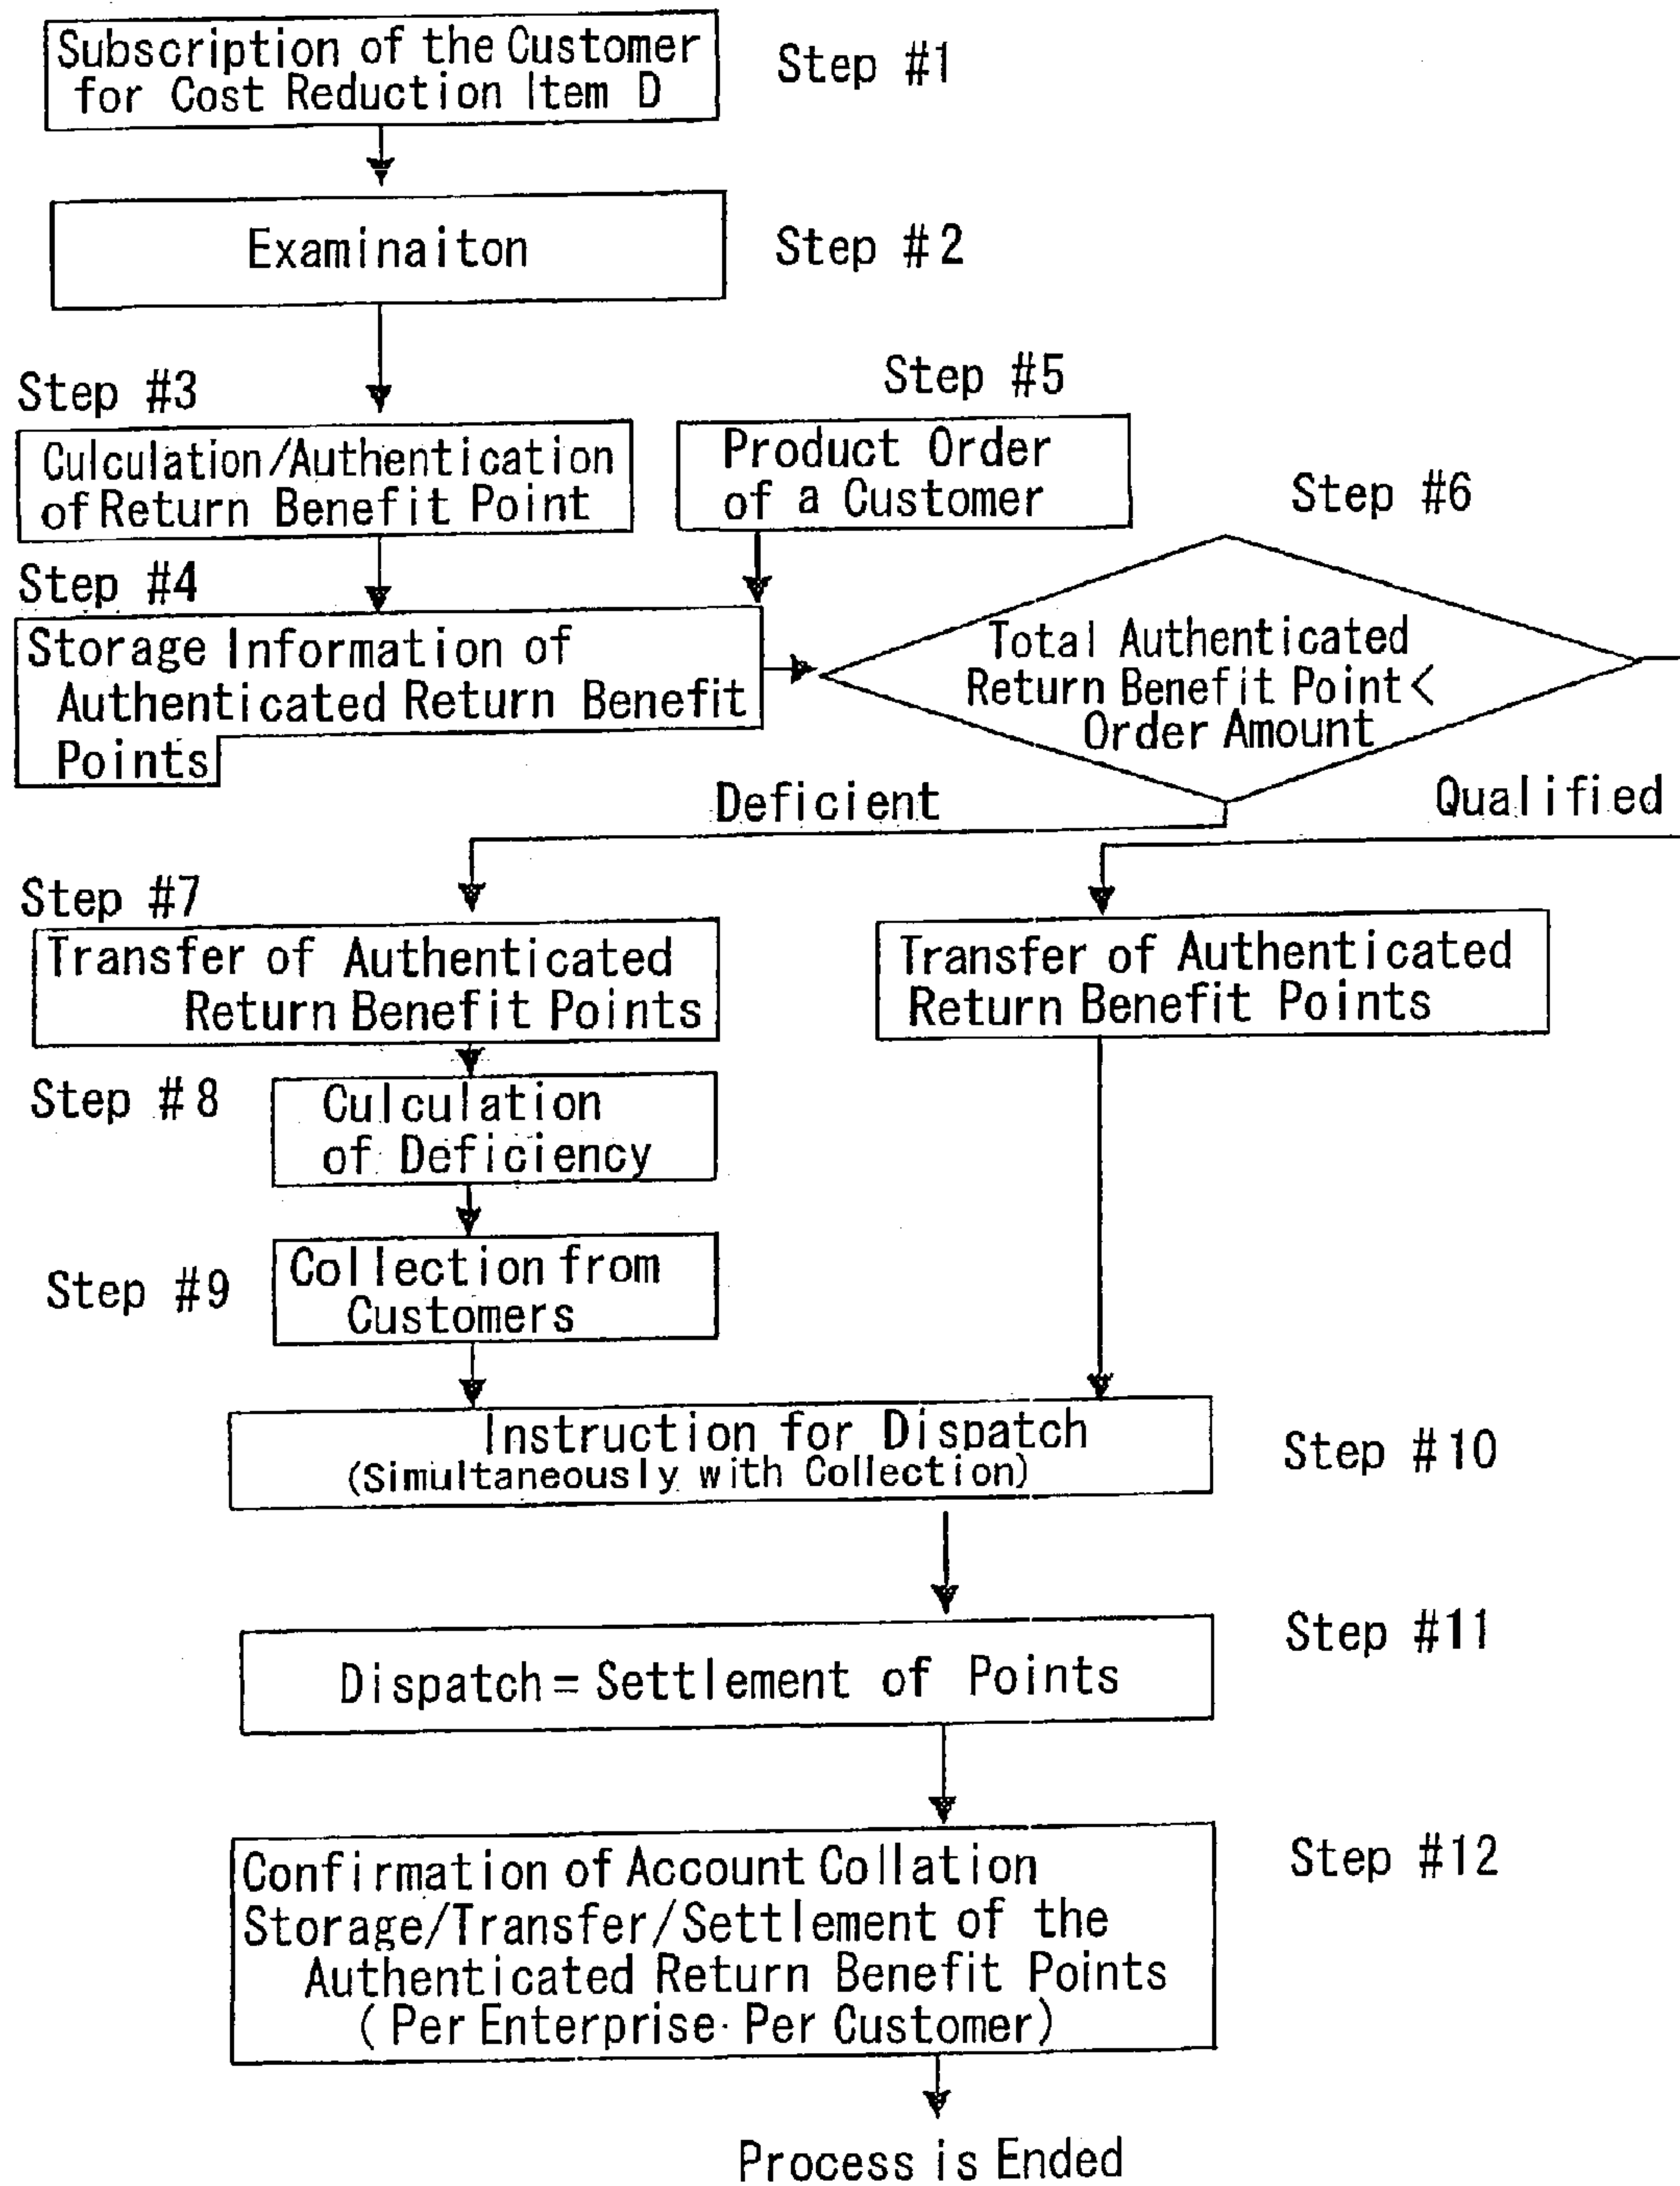 Subscription of the Customer
for Cost Reduction Item D
Step #1
Examinaiton
Step #2
Step #3
Culculation/Authentication
of Return Benefit Point
Step #5
Product Order
of a Customer
Step #4
Storage Information of
Authenticated Return Benefit
Points
Step #6
Total Authenticated
Return Benefit Point<
Order Amount
Deficient
Qualified
Step #7
Transfer of Authenticated
Return Benefit Points
Transfer of Authenticated
Return Benefit Points
Step #8
Culculation
of Deficiency
Step #9
Collection from
Customers
Instruction for Dispatch
(Simultaneously with Collection)
Step #10
Dispatch=Settlement of Points
Step #11
Confirmation of Account Collation
Storage/Transfer/Settlement of the
Authenticated Return Benefit Points
(Per Enterprise·Per Customer)
Step #12
Process is Ended